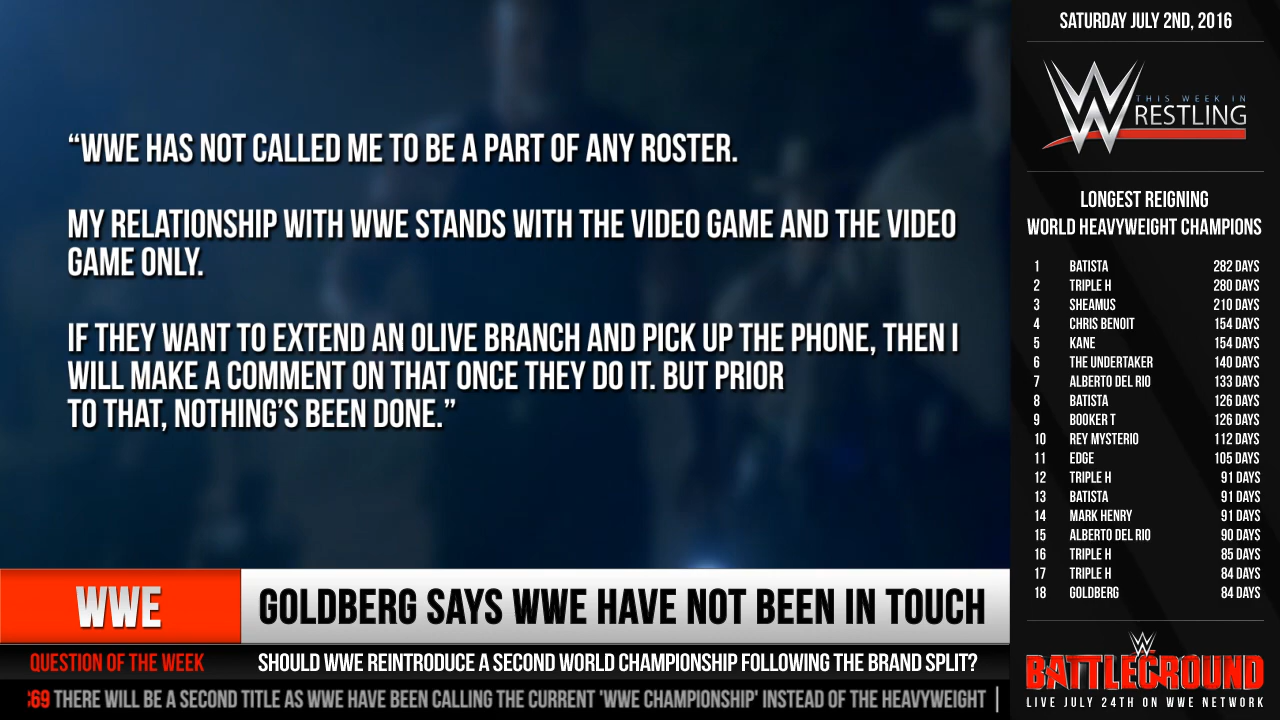 “WWE HAS NOT CALLED ME TO BE A PART OF ANY ROSTER.
MY RELATIONSHIP WITH WWE STANDS WITH THE VIDEO GAME AND THE VIDEO
GAME ONLY.
IF THEY WANT TO EXTEND AN OLIVE BRANCH AND PICK UP THE PHONE, THEN I
WILL MAKE A COMMENT ON THAT ONCE THEY DO IT. BUT PRIOR
TO THAT, NOTHING’S BEEN DONE.”
WWE
GOLDBERG SAYS WWE HAVE NOT BEEN IN TOUCH
QUESTION OF THE WEEK
SHOULD WWE REINTRODUCE A SECOND WORLD CHAMPIONSHIP FOLLOWING THE BRAND SPLIT?
:69 THERE WILL BE A SECOND TITLE AS WWE HAVE BEEN CALLING THE CURRENT 'WWE CHAMPIONSHIP' INSTEAD OF THE HEAVYWEIGHT
SATURDAY JULY 2ND, 2016
THIS WEEK IN
WRESTLING
LONGEST REIGNING
WORLD HEAVYWEIGHT CHAMPIONS
1 BATISTA 282 DAYS
2 TRIPLE H 280 DAYS
3 SHEAMUS 210 DAYS
4 CHRIS BENOIT 154 DAYS
5 KANE 154 DAYS
6 THE UNDERTAKER 140 DAYS
7 ALBERTO DEL RIO 133 DAYS
8 BATISTA 126 DAYS
9 BOOKER T 126 DAYS
10 REY MYSTERIO 112 DAYS
11 EDGE 105 DAYS
12 TRIPLE H 91 DAYS
13 BATISTA 91 DAYS
14 MARK HENRY 91 DAYS
15 ALBERTO DEL RIO 90 DAYS
16 TRIPLE H 85 DAYS
17 TRIPLE H 84 DAYS
18 GOLDBERG 84 DAYS
W
BATTLEGROUND
LIVE JULY 24TH ON WWE NETWORK